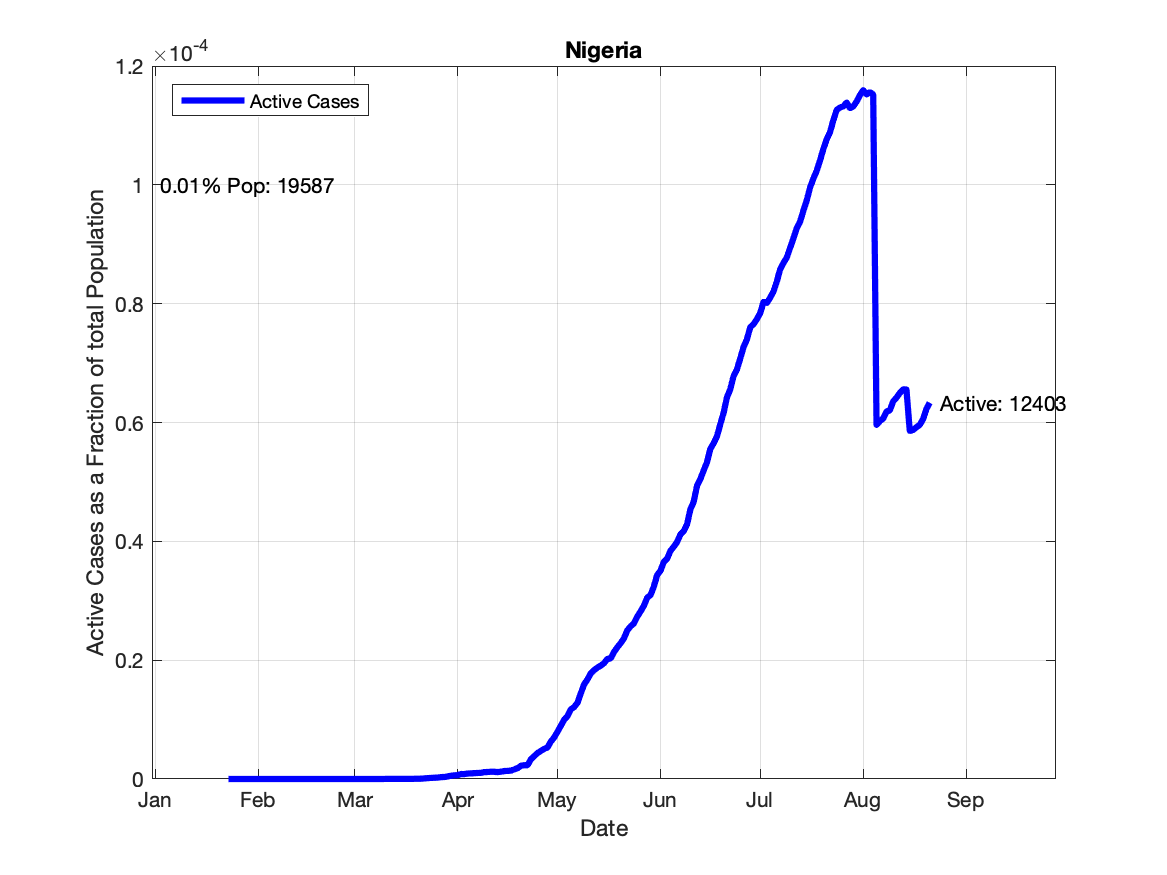 Nigeria
×10-4
1.2
Active Cases
1
0.01% Pop: 19587
0.8
0.6
Active: 12403
0.4
0.2
0
Active Cases as a Fraction of total Population
Jan Feb Mar Apr May Jun Jul Aug Sep
Date